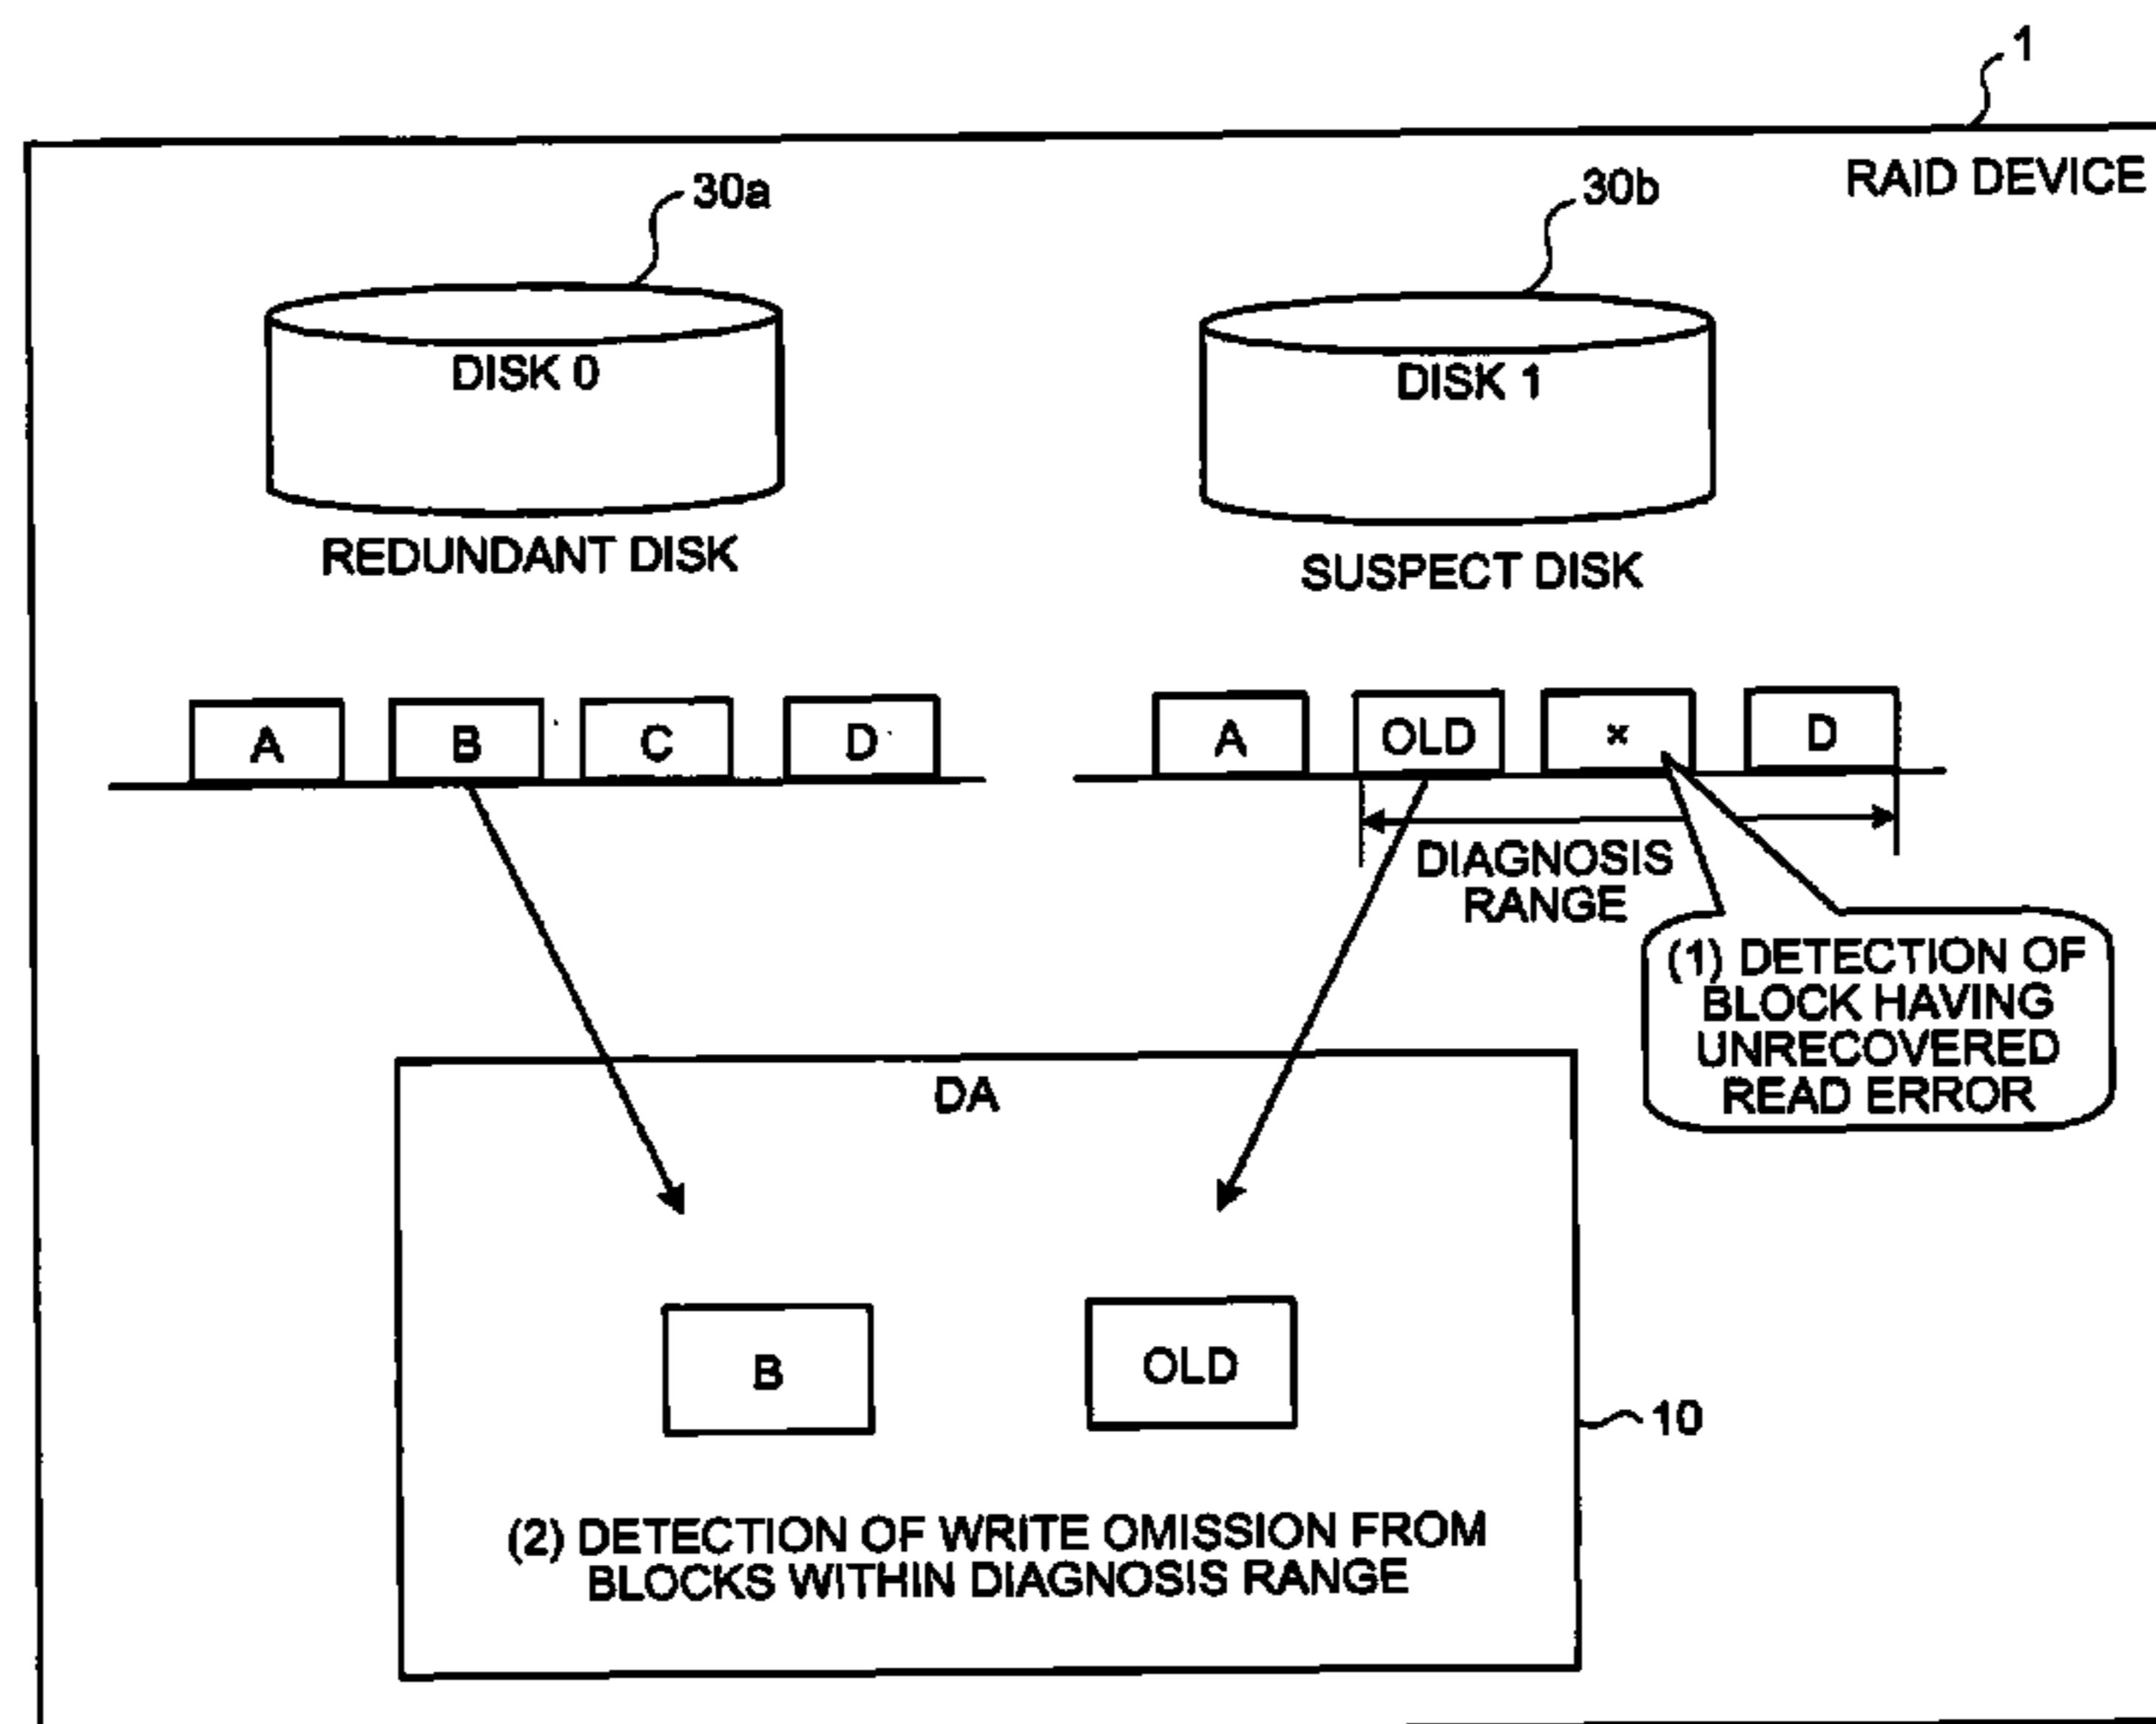 1
RAID DEVICE
30a
30b
DISK 0
DISK 1
REDUNDANT DISK
SUSPECT DISK
A B C D
A OLD × D
DIAGNOSIS
RANGE
(1) DETECTION OF
BLOCK HAVING
UNRECOVERED
READ ERROR
DA
B
OLD
10
(2) DETECTION OF WRITE OMISSION FROM
BLOCKS WITHIN DIAGNOSIS RANGE